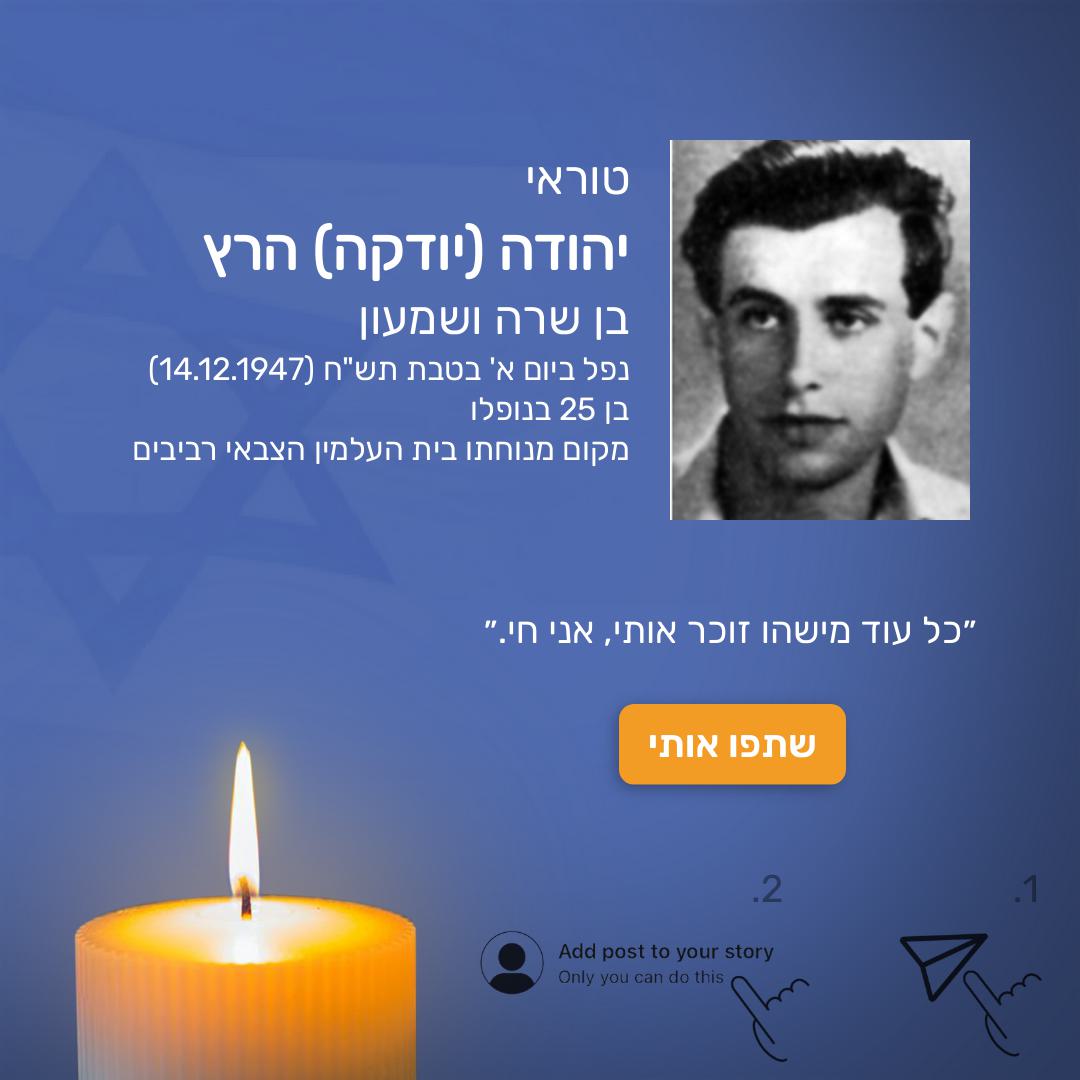 טוראי
יהודה (יודקה) הרץ
בן שרה ושמעון
נפל ביום א' בטבת תש"ח (14.12.1947)
בן 25 בנופלו
מקום מנוחתו בית העלמין הצבאי רביבים
״כל עוד מישהו זוכר אותי, אני חי.״
שתפו אותי
1.
2.
Add post to your story
Only you can do this